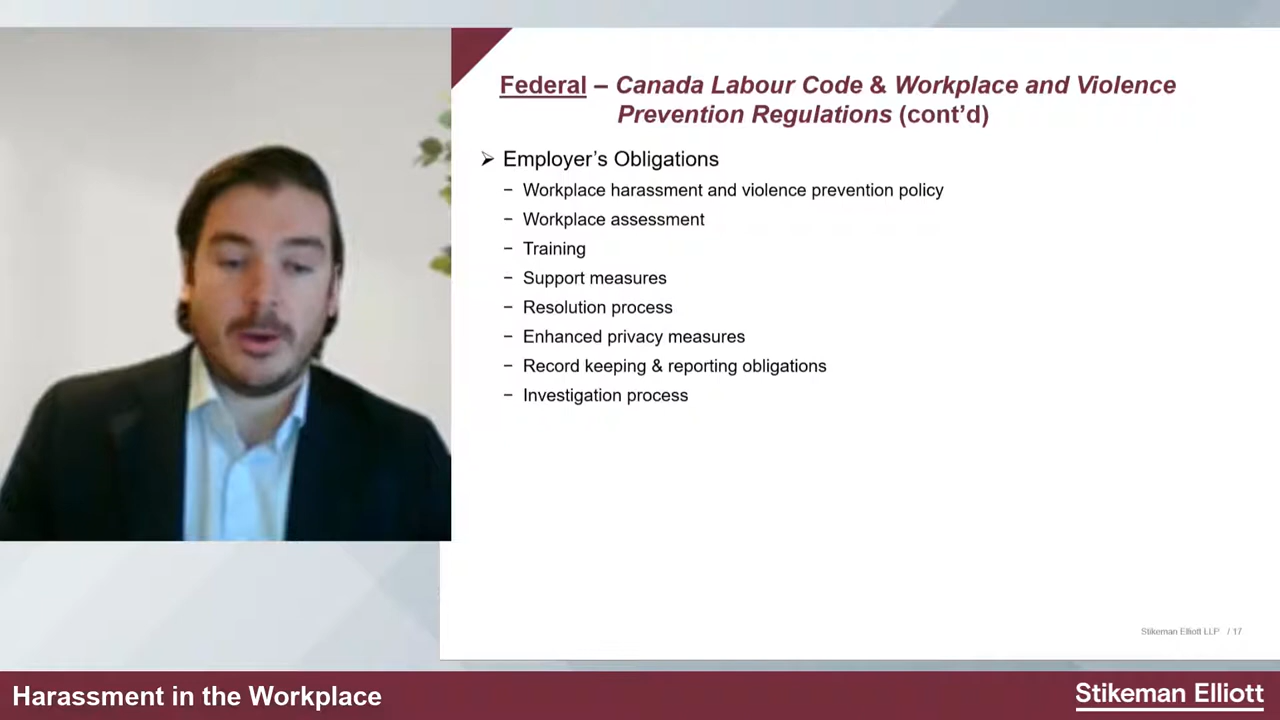 Federal – Canada Labour Code & Workplace and Violence
Prevention Regulations (cont’d)
➢ Employer’s Obligations
− Workplace harassment and violence prevention policy
− Workplace assessment
− Training
− Support measures
− Resolution process
− Enhanced privacy measures
− Record keeping & reporting obligations
− Investigation process
Stikeman Elliott LLP / 17
Harassment in the Workplace
Stikeman Elliott